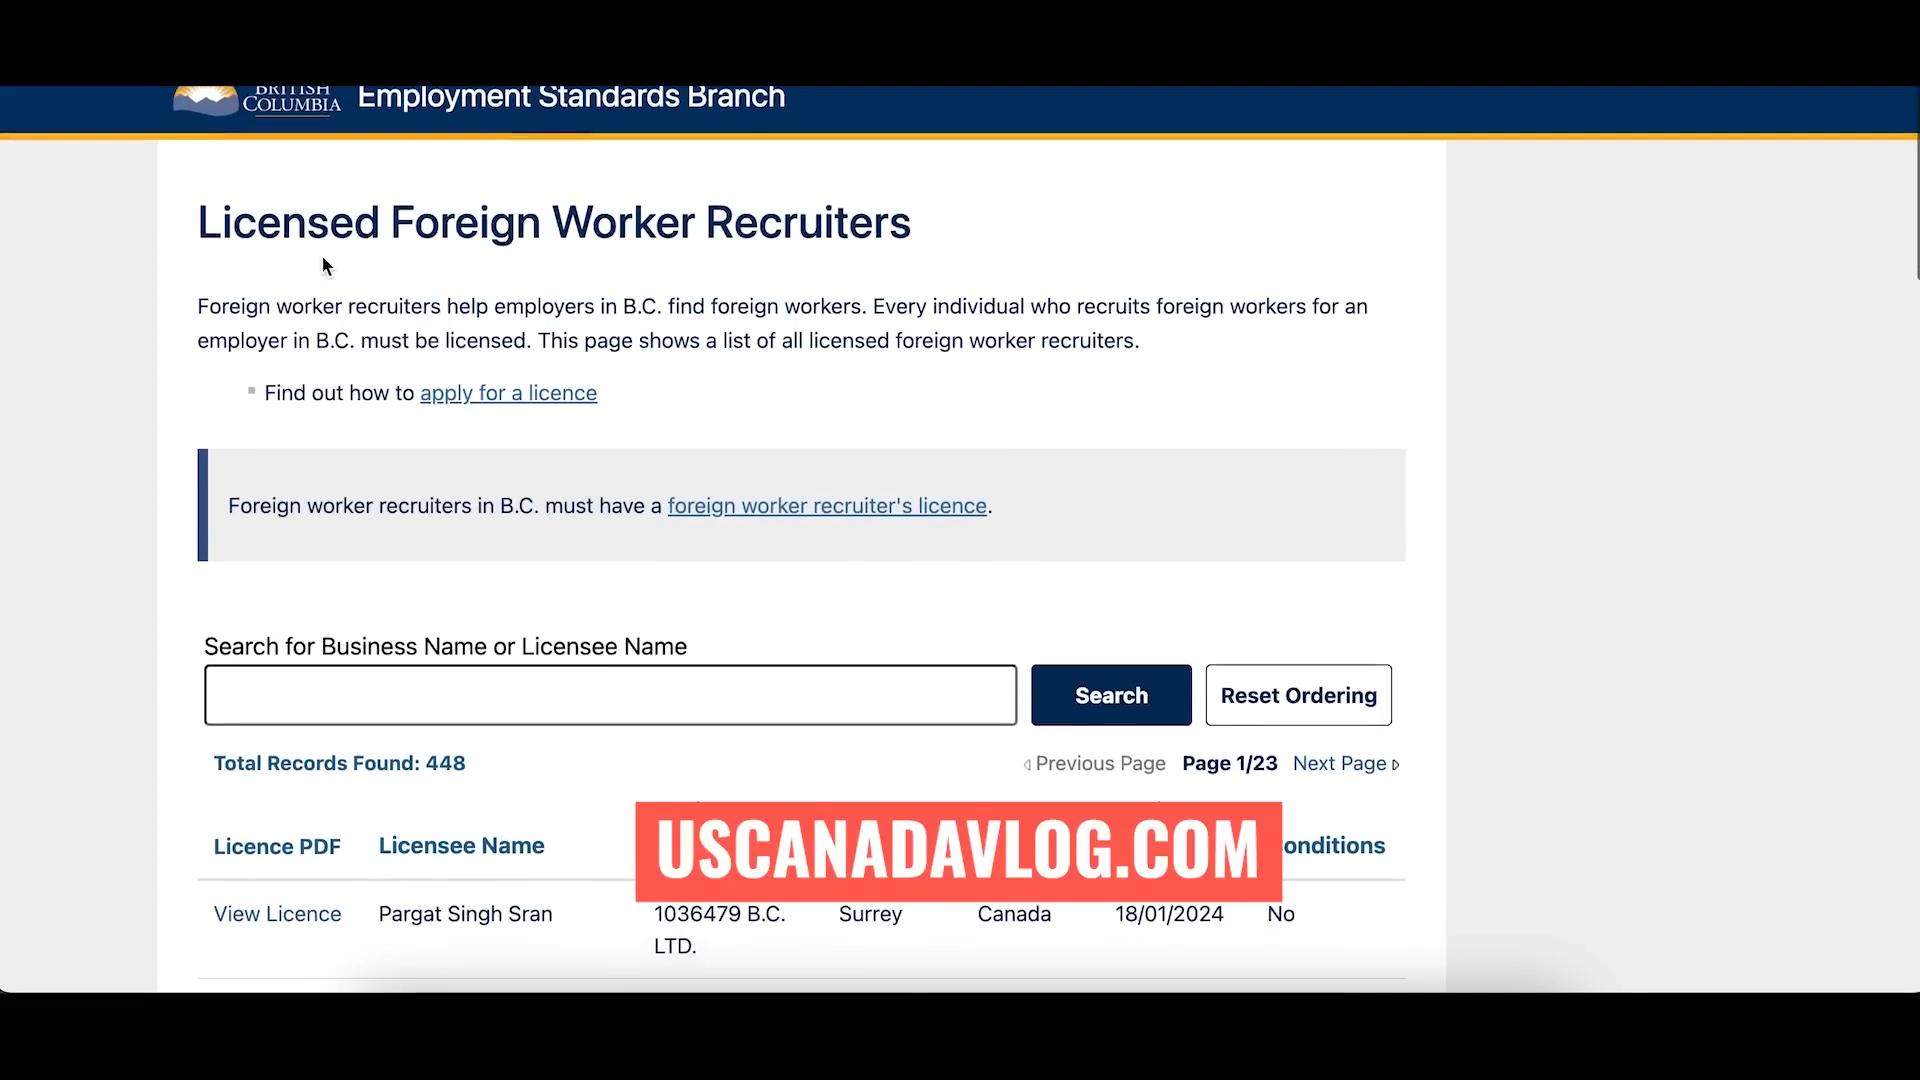 BRITISH
COLUMBIA
Employment Standards Branch
Licensed Foreign Worker Recruiters
Foreign worker recruiters help employers in B.C. find foreign workers. Every individual who recruits foreign workers for an
employer in B.C. must be licensed. This page shows a list of all licensed foreign worker recruiters.
Find out how to apply for a licence
Foreign worker recruiters in B.C. must have a foreign worker recruiter's licence.
Search for Business Name or Licensee Name
Search
Reset Ordering
Total Records Found: 448
Previous Page Page 1/23 Next Page
Licence PDF Licensee Name
USCANADAVLOG.COM
View Licence Pargat Singh Sran 1036479 B.C. Surrey Canada 18/01/2024 No
LTD.